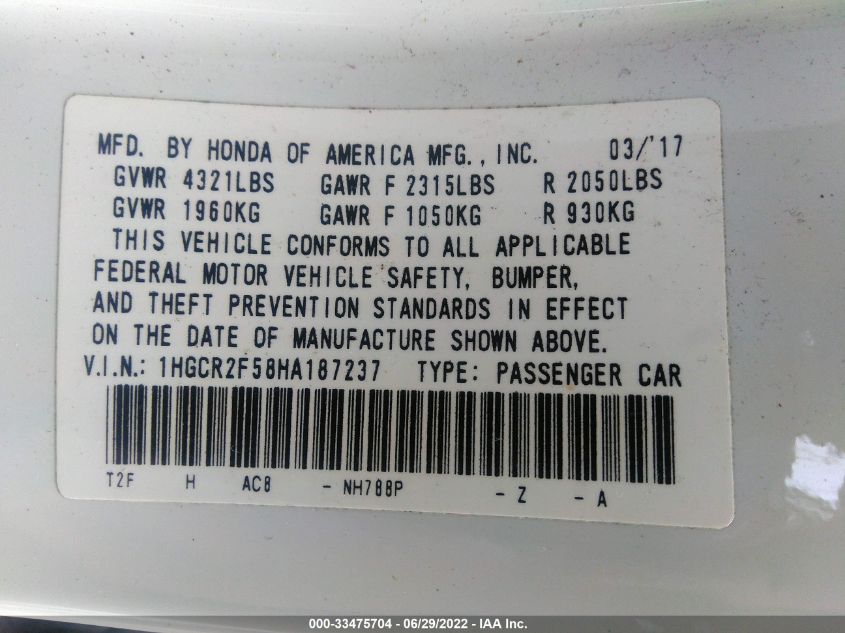 MFD. BY HONDA OF AMERICA MFG., INC. 03/'17
GVWR 4321LBS GAWR F 2315LBS R 2050LBS
GVWR 1960KG GAWR F 1050KG R 930KG
THIS VEHICLE CONFORMS TO ALL APPLICABLE
FEDERAL MOTOR VEHICLE SAFETY, BUMPER,
AND THEFT PREVENTION STANDARDS IN EFFECT
ON THE DATE OF MANUFACTURE SHOWN ABOVE.
V.I.N.: 1HGCR2F58HA187237 TYPE: PASSENGER CAR
T2F H AC8 - NH788P - Z - A
000-33475704 - 06/29/2022 - IAA Inc.